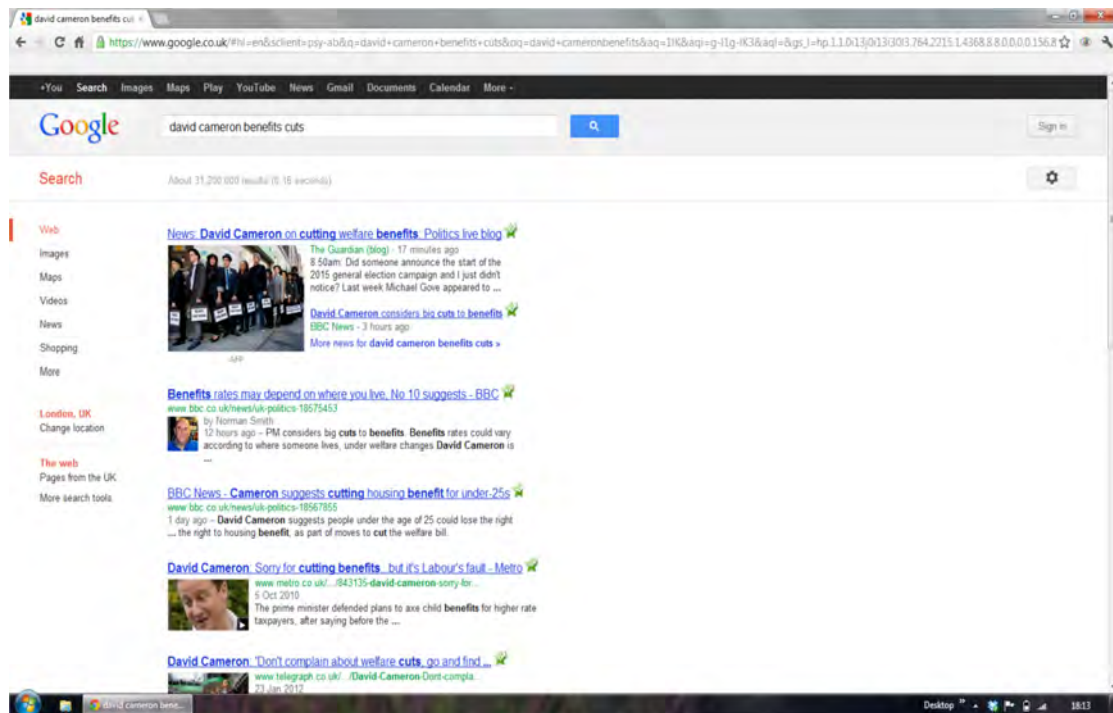 david cameron benefits cut
https://www.google.co.uk/#hl=en&sclient=psy-ab&q=david+cameron+benefits+cuts&oq=david+cameronbenefits
+You Search Images Maps Play YouTube News Gmail Documents Calendar More
Google david cameron benefits cuts Sign in
Search About 31,200,000 results
Web
Images
Maps
Videos
News
Shopping
More
London, UK
Change location
The web
Pages from the UK
More search tools
News: David Cameron on cutting welfare benefits: Politics live blog
The Guardian (blog) - 17 minutes ago
8.50am: Did someone announce the start of the
2015 general election campaign and I just didn't
notice? Last week Michael Gove appeared to ...
David Cameron considers big cuts to benefits
BBC News - 3 hours ago
More news for david cameron benefits cuts »
AFP
Benefits rates may depend on where you live, No 10 suggests - BBC
www.bbc.co.uk/news/uk-politics-18575453
by Norman Smith
12 hours ago – PM considers big cuts to benefits. Benefits rates could vary
according to where someone lives, under welfare changes David Cameron is
...
BBC News - Cameron suggests cutting housing benefit for under-25s
www.bbc.co.uk/news/uk-politics-18567855
1 day ago – David Cameron suggests people under the age of 25 could lose the right
... the right to housing benefit, as part of moves to cut the welfare bill.
David Cameron: Sorry for cutting benefits...but it's Labour's fault - Metro
www.metro.co.uk/.../843135-david-cameron-sorry-for...
5 Oct 2010
The prime minister defended plans to axe child benefits for higher rate
taxpayers, after saying before the ...
David Cameron: 'Don't complain about welfare cuts, go and find ...
www.telegraph.co.uk/.../David-Cameron-Dont-compla...
23 Jan 2012
david cameron bene... Desktop 18:13